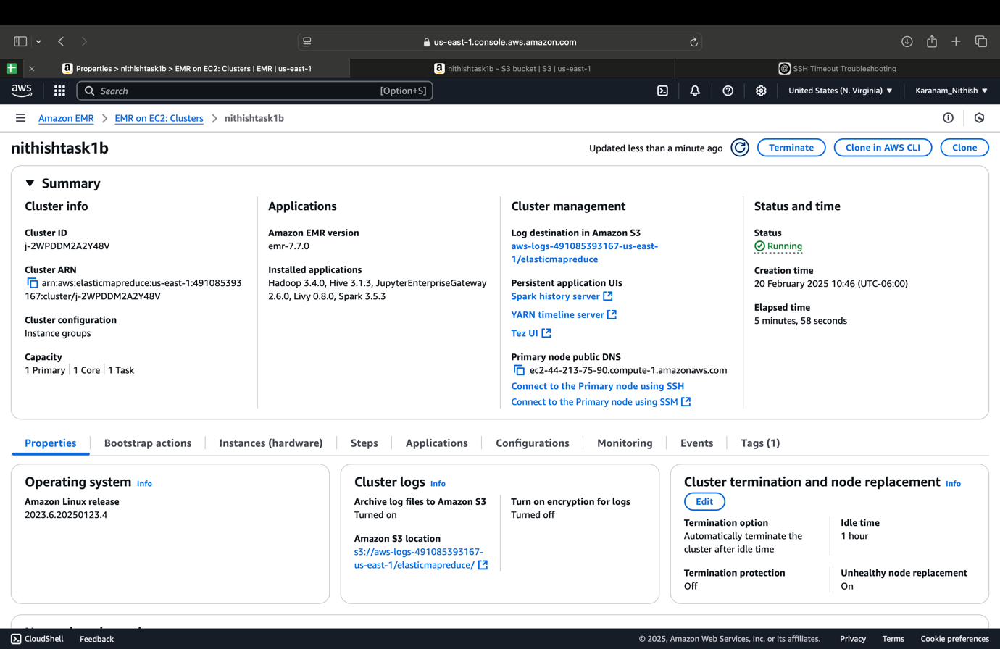 us-east-1.console.aws.amazon.com
Properties > nithishtask1b > EMR on EC2: Clusters | EMR | us-east-1
nithishtask1b - S3 bucket | S3 | us-east-1
SSH Timeout Troubleshooting
aws
Search
[Option+S]
United States (N. Virginia) ▼
Karanam_Nithish ▼
Amazon EMR > EMR on EC2: Clusters > nithishtask1b
nithishtask1b
Updated less than a minute ago
Terminate
Clone in AWS CLI
Clone
▼ Summary
Cluster info
Cluster ID
j-2WPDDM2A2Y48V
Cluster ARN
arn:aws:elasticmapreduce:us-east-1:491085393
167:cluster/j-2WPDDM2A2Y48V
Cluster configuration
Instance groups
Capacity
1 Primary | 1 Core | 1 Task
Applications
Amazon EMR version
emr-7.7.0
Installed applications
Hadoop 3.4.0, Hive 3.1.3, JupyterEnterpriseGateway
2.6.0, Livy 0.8.0, Spark 3.5.3
Cluster management
Log destination in Amazon S3
aws-logs-491085393167-us-east-
1/elasticmapreduce
Persistent application UIs
Spark history server
YARN timeline server
Tez UI
Primary node public DNS
ec2-44-213-75-90.compute-1.amazonaws.com
Connect to the Primary node using SSH
Connect to the Primary node using SSM
Status and time
Status
Running
Creation time
20 February 2025 10:46 (UTC-06:00)
Elapsed time
5 minutes, 58 seconds
Properties
Bootstrap actions
Instances (hardware)
Steps
Applications
Configurations
Monitoring
Events
Tags (1)
Operating system Info
Amazon Linux release
2023.6.20250123.4
Cluster logs Info
Archive log files to Amazon S3
Turned on
Amazon S3 location
s3://aws-logs-491085393167-
us-east-1/elasticmapreduce/
Turn on encryption for logs
Turned off
Cluster termination and node replacement Info
Edit
Termination option
Automatically terminate the
cluster after idle time
Idle time
1 hour
Termination protection
Off
Unhealthy node replacement
On
CloudShell
Feedback
© 2025, Amazon Web Services, Inc. or its affiliates.
Privacy
Terms
Cookie preferences